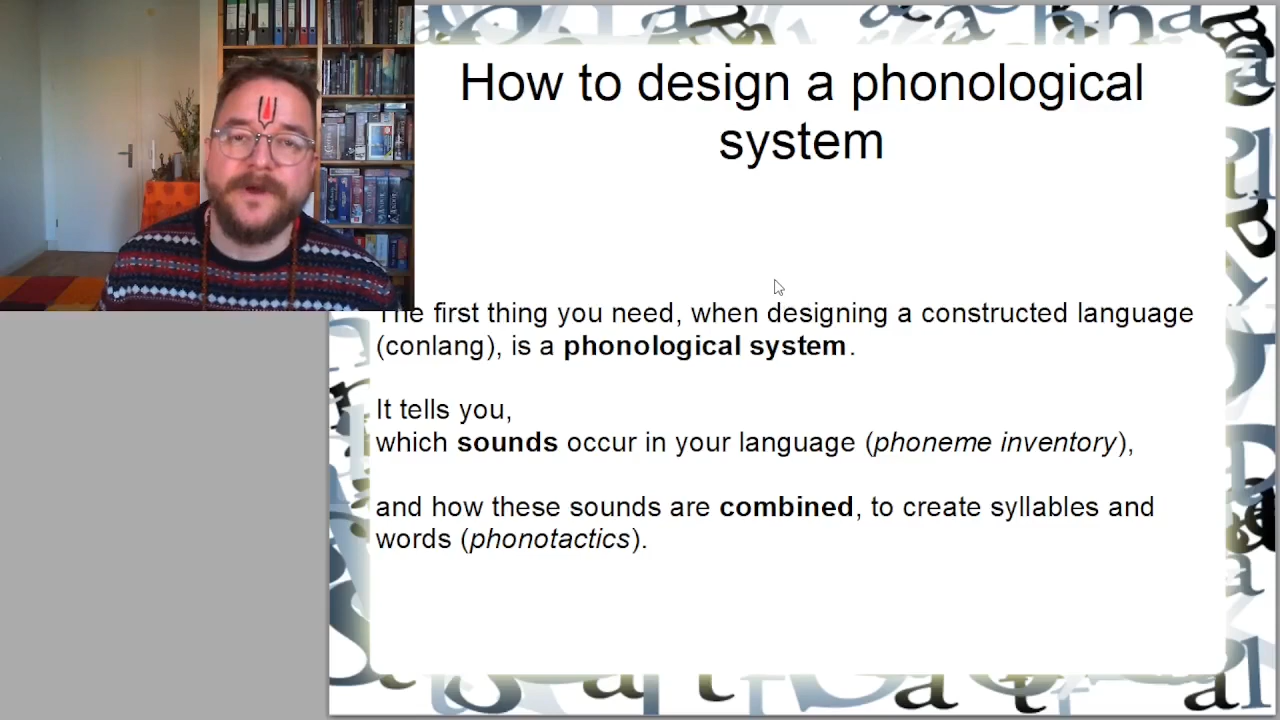 How to design a phonological
system
The first thing you need, when designing a constructed language
(conlang), is a phonological system.
It tells you,
which sounds occur in your language (phoneme inventory),
and how these sounds are combined, to create syllables and
words (phonotactics).